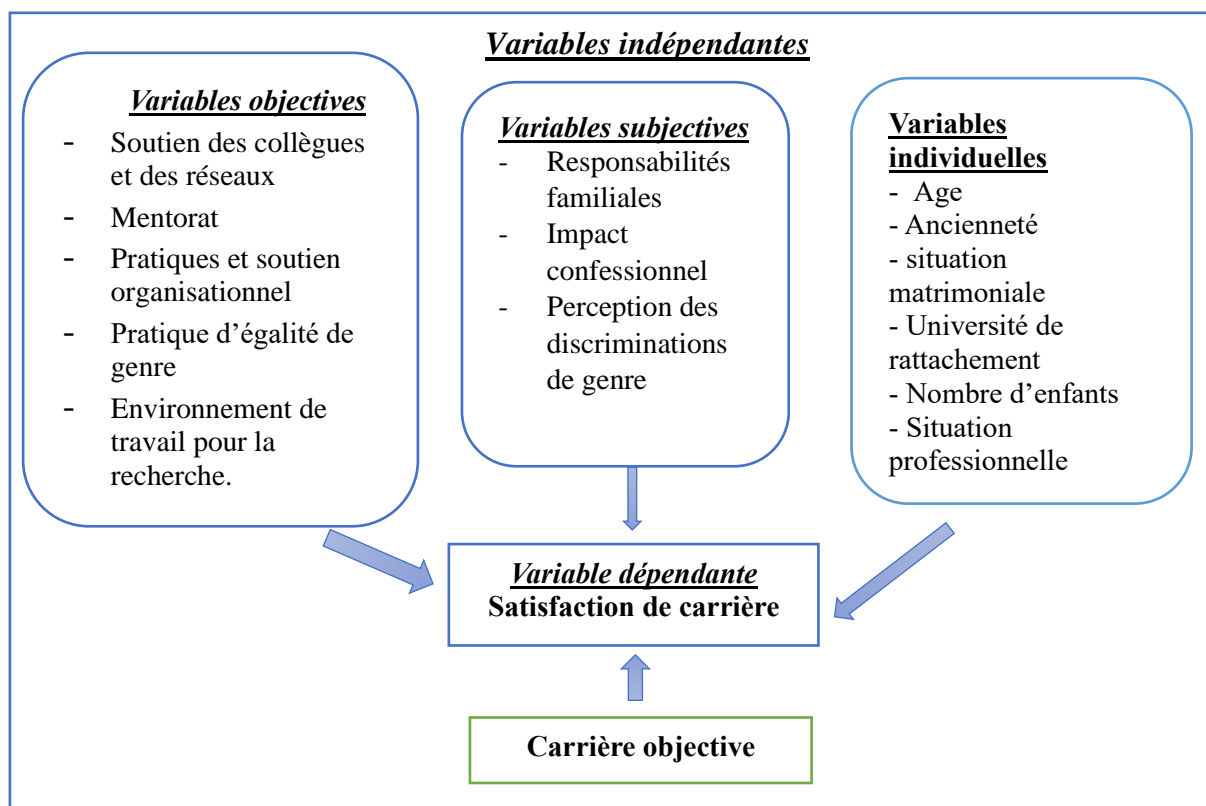 Variables indépendantes
Variables objectives
- Soutien des collègues
et des réseaux
- Mentorat
- Pratiques et soutien
organisationnel
- Pratique d’égalité de
genre
- Environnement de
travail pour la
recherche.
Variables subjectives
- Responsabilités
familiales
- Impact
confessionnel
- Perception des
discriminations
de genre
Variables
individuelles
- Age
- Ancienneté
- situation
matrimoniale
- Université de
rattachement
- Nombre d’enfants
- Situation
professionnelle
Variable dépendante
Satisfaction de carrière
Carrière objective